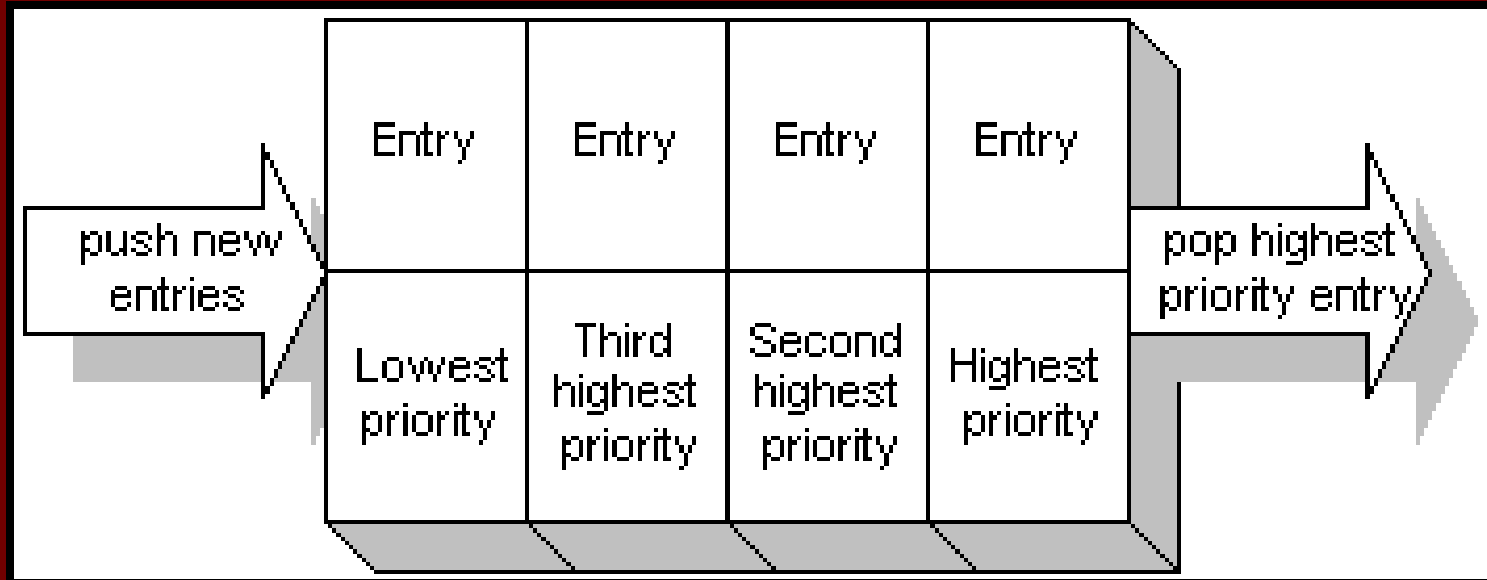 push new
entries
Entry
Entry
Entry
Entry
Lowest
priority
Third
highest
priority
Second
highest
priority
Highest
priority
pop highest
priority entry